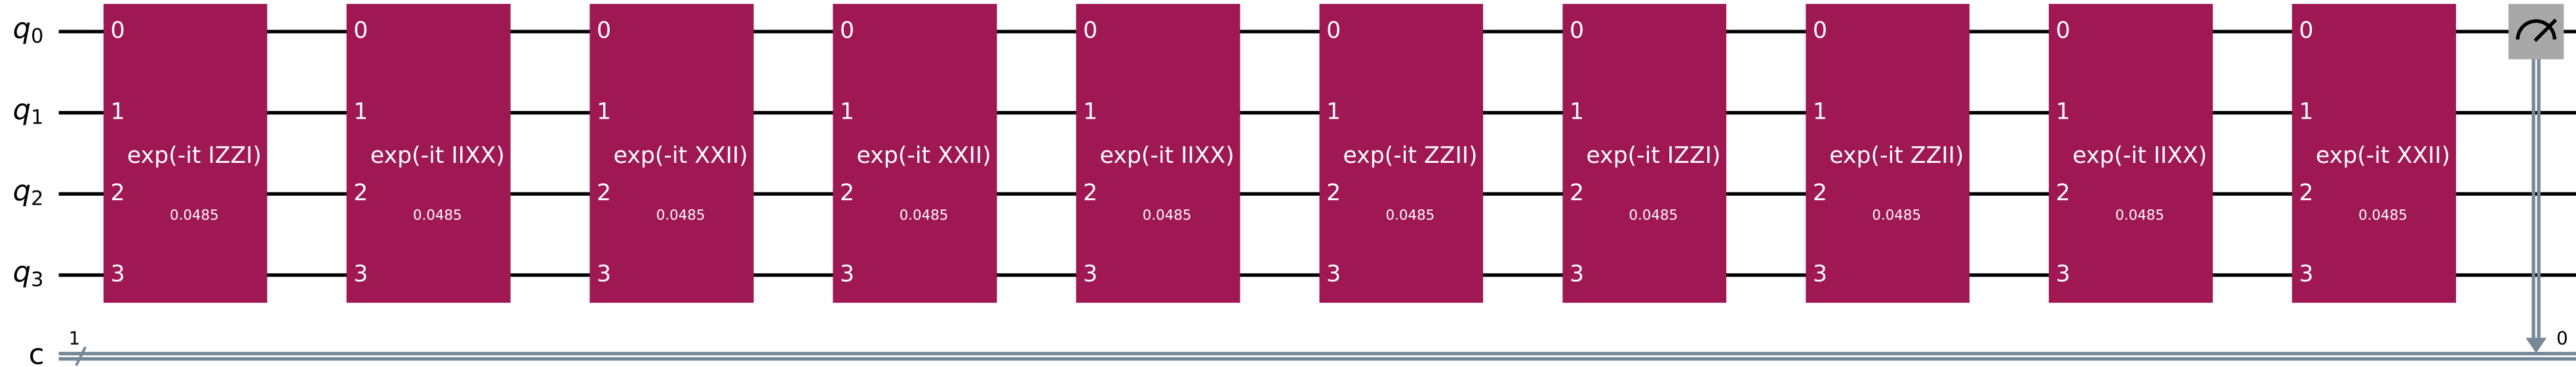 q0 0 0 0 0 0 0 0 0 0 0
q1 1 1 1 1 1 1 1 1 1 1
exp(-it IZZI) exp(-it IIXX) exp(-it XXII) exp(-it XXII) exp(-it IIXX) exp(-it ZZII) exp(-it IZZI) exp(-it ZZII) exp(-it IIXX) exp(-it XXII)
q2 2 2 2 2 2 2 2 2 2 2
0.0485 0.0485 0.0485 0.0485 0.0485 0.0485 0.0485 0.0485 0.0485 0.0485
q3 3 3 3 3 3 3 3 3 3 3
1 0
c